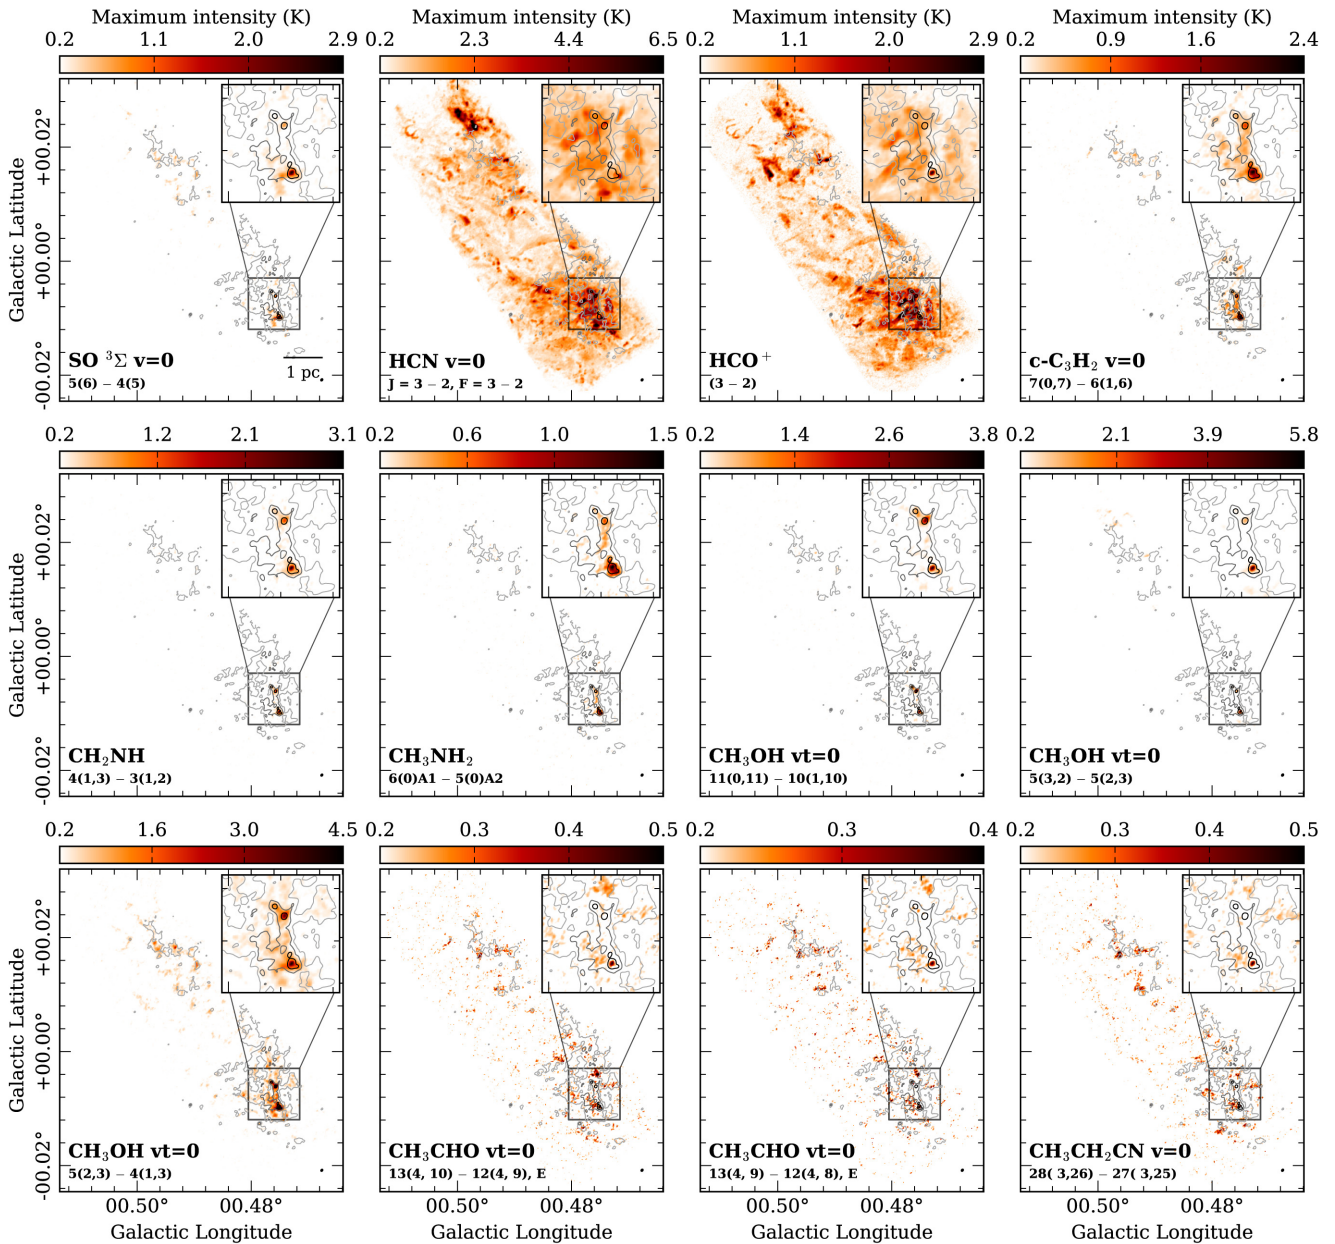 Maximum intensity (K) Maximum intensity (K) Maximum intensity (K) Maximum intensity (K)
0.2 1.1 2.0 2.9 0.2 2.3 4.4 6.5 0.2 1.1 2.0 2.9 0.2 0.9 1.6 2.4
Galactic Latitude
+00.02°
+00.00°
-00.02°
SO ³Σ v=0
5(6) − 4(5)
1 pc
HCN v=0
J = 3 − 2, F = 3 − 2
HCO⁺
(3 − 2)
c-C₃H₂ v=0
7(0,7) − 6(1,6)
0.2 1.2 2.1 3.1 0.2 0.6 1.0 1.5 0.2 1.4 2.6 3.8 0.2 2.1 3.9 5.8
Galactic Latitude
+00.02°
+00.00°
-00.02°
CH₂NH
4(1,3) − 3(1,2)
CH₃NH₂
6(0)A1 − 5(0)A2
CH₃OH vt=0
11(0,11) − 10(1,10)
CH₃OH vt=0
5(3,2) − 5(2,3)
0.2 1.6 3.0 4.5 0.2 0.3 0.4 0.5 0.2 0.3 0.4 0.2 0.3 0.4 0.5
Galactic Latitude
+00.02°
+00.00°
-00.02°
CH₃OH vt=0
5(2,3) − 4(1,3)
CH₃CHO vt=0
13(4, 10) − 12(4, 9), E
CH₃CHO vt=0
13(4, 9) − 12(4, 8), E
CH₃CH₂CN v=0
28( 3,26) − 27( 3,25)
00.50° 00.48° 00.50° 00.48° 00.50° 00.48° 00.50° 00.48°
Galactic Longitude Galactic Longitude Galactic Longitude Galactic Longitude